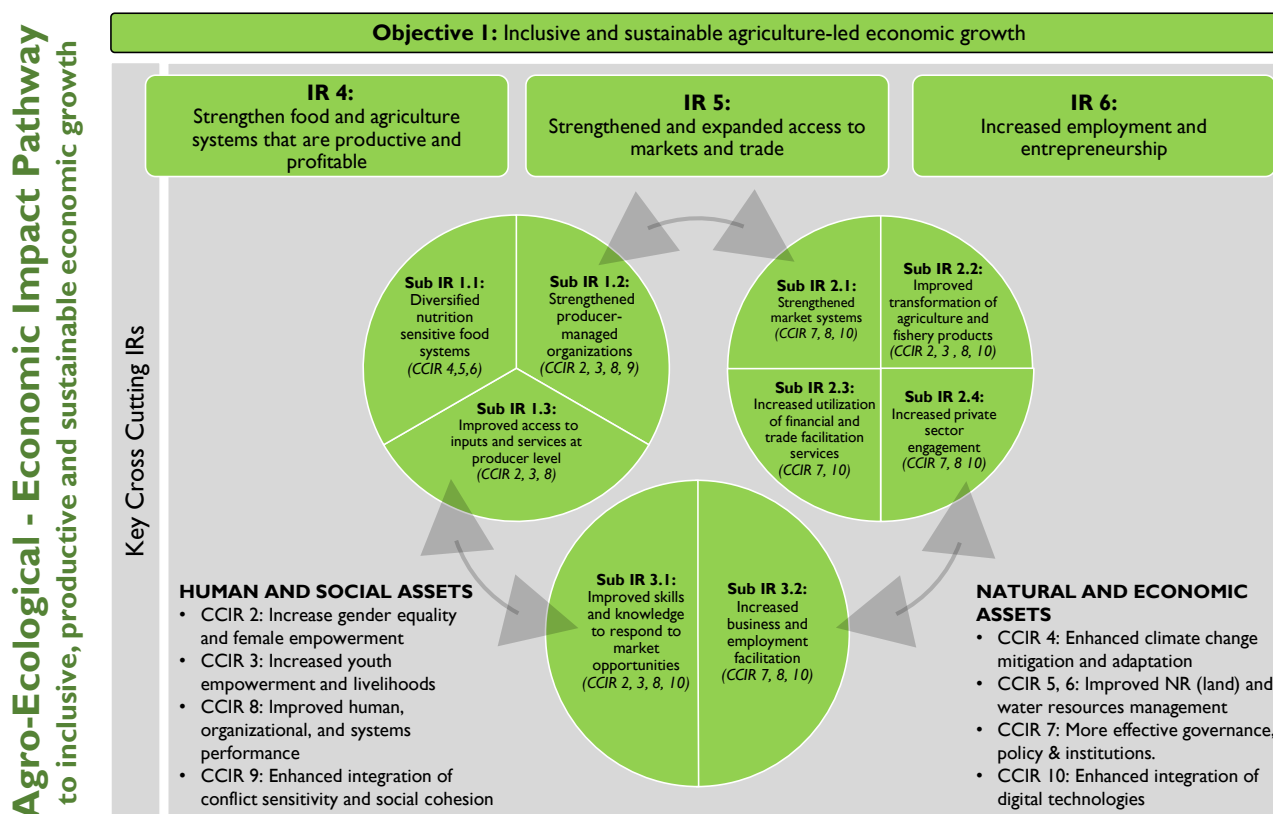 Agro-Ecological - Economic Impact Pathway
to inclusive, productive and sustainable economic growth
Objective 1: Inclusive and sustainable agriculture-led economic growth
Key Cross Cutting IRs
IR 4:
Strengthen food and agriculture
systems that are productive and
profitable
IR 5:
Strengthened and expanded access to
markets and trade
IR 6:
Increased employment and
entrepreneurship
Sub IR 1.1:
Diversified
nutrition
sensitive food
systems
(CCIR 4,5,6)
Sub IR 1.2:
Strengthened
producer-
managed
organizations
(CCIR 2, 3, 8, 9)
Sub IR 1.3:
Improved access to
inputs and services at
producer level
(CCIR 2, 3, 8)
Sub IR 2.1:
Strengthened
market systems
(CCIR 7, 8, 10)
Sub IR 2.2:
Improved
transformation of
agriculture and
fishery products
(CCIR 2, 3 , 8, 10)
Sub IR 2.3:
Increased utilization
of financial and
trade facilitation
services
(CCIR 7, 10)
Sub IR 2.4:
Increased private
sector
engagement
(CCIR 7, 8 10)
Sub IR 3.1:
Improved skills
and knowledge
to respond to
market
opportunities
(CCIR 2, 3, 8, 10)
Sub IR 3.2:
Increased
business and
employment
facilitation
(CCIR 7, 8, 10)
HUMAN AND SOCIAL ASSETS
• CCIR 2: Increase gender equality
and female empowerment
• CCIR 3: Increased youth
empowerment and livelihoods
• CCIR 8: Improved human,
organizational, and systems
performance
• CCIR 9: Enhanced integration of
conflict sensitivity and social cohesion
NATURAL AND ECONOMIC
ASSETS
• CCIR 4: Enhanced climate change
mitigation and adaptation
• CCIR 5, 6: Improved NR (land) and
water resources management
• CCIR 7: More effective governance,
policy & institutions.
• CCIR 10: Enhanced integration of
digital technologies